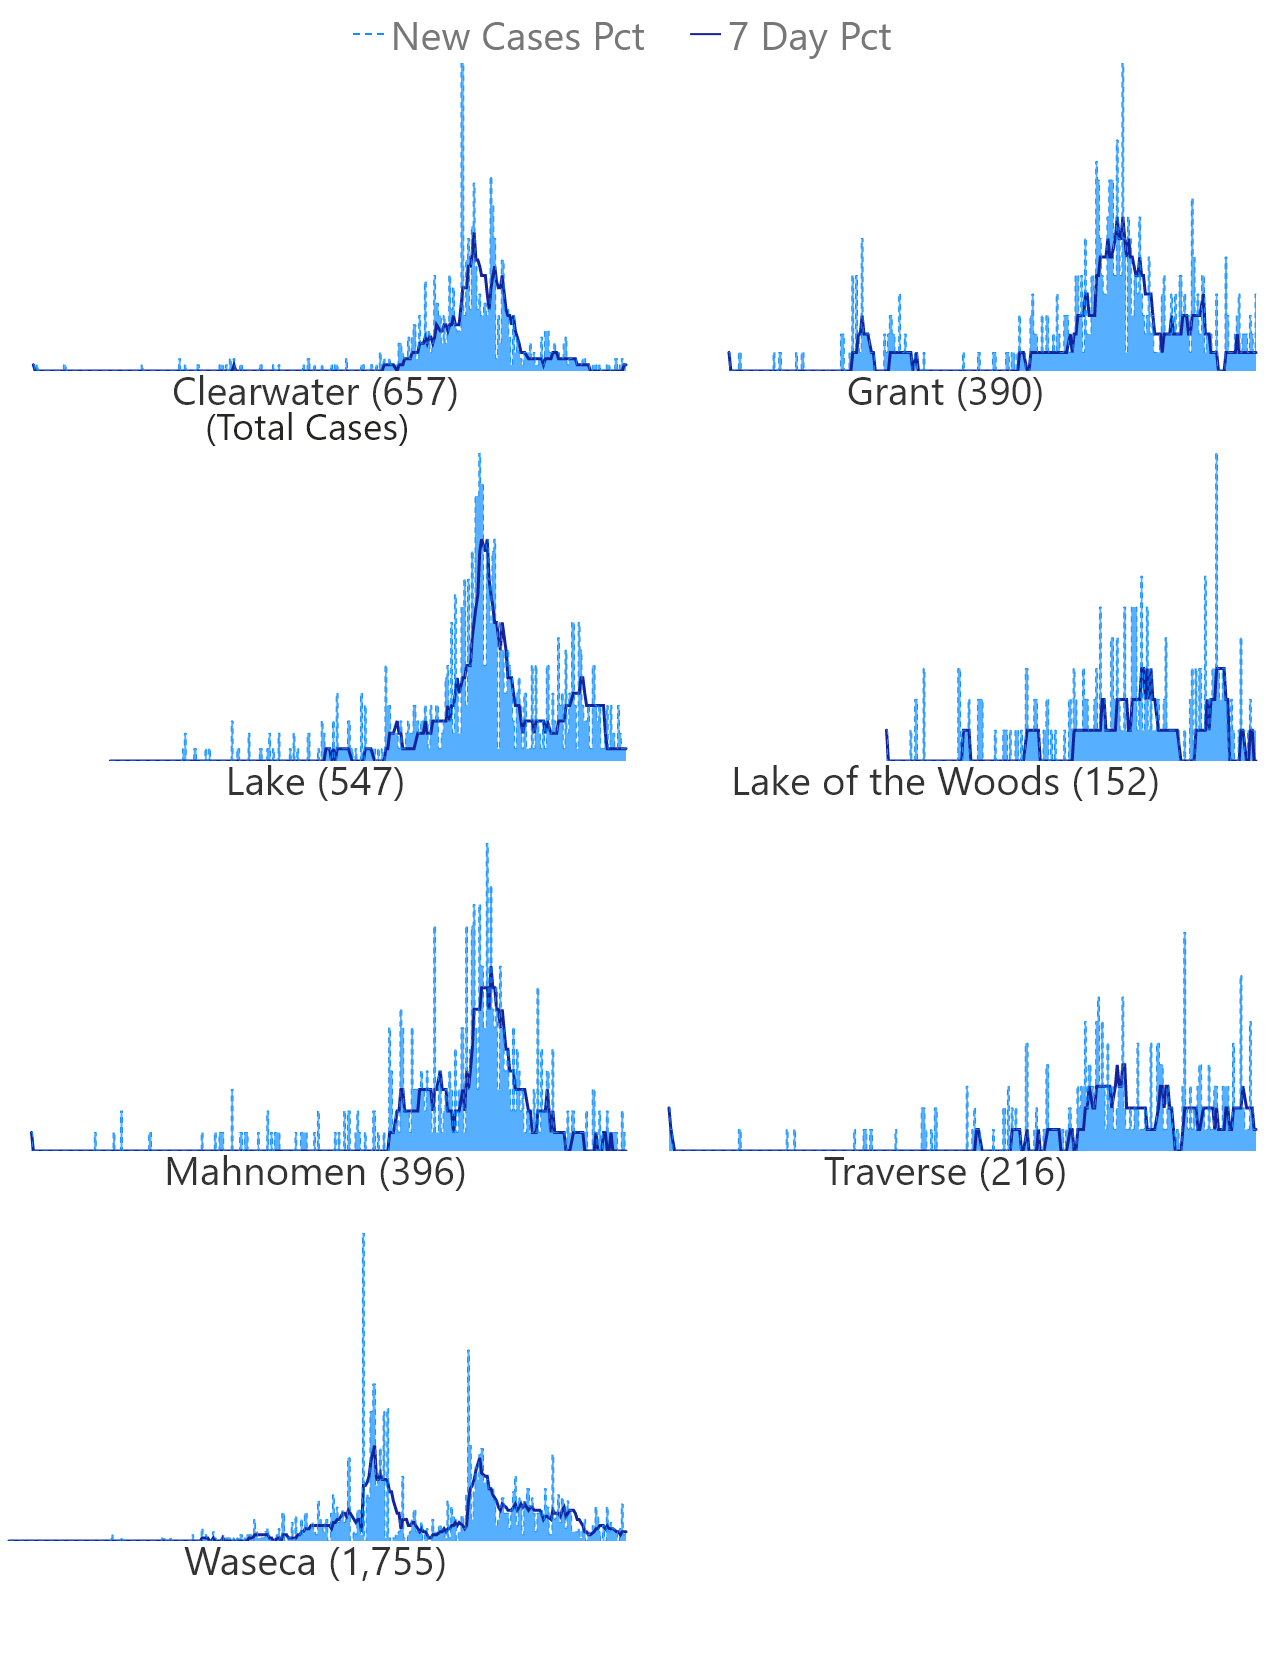 New Cases Pct 7 Day Pct
Clearwater (657)
(Total Cases)
Grant (390)
Lake (547)
Lake of the Woods (152)
Mahnomen (396)
Traverse (216)
Waseca (1,755)